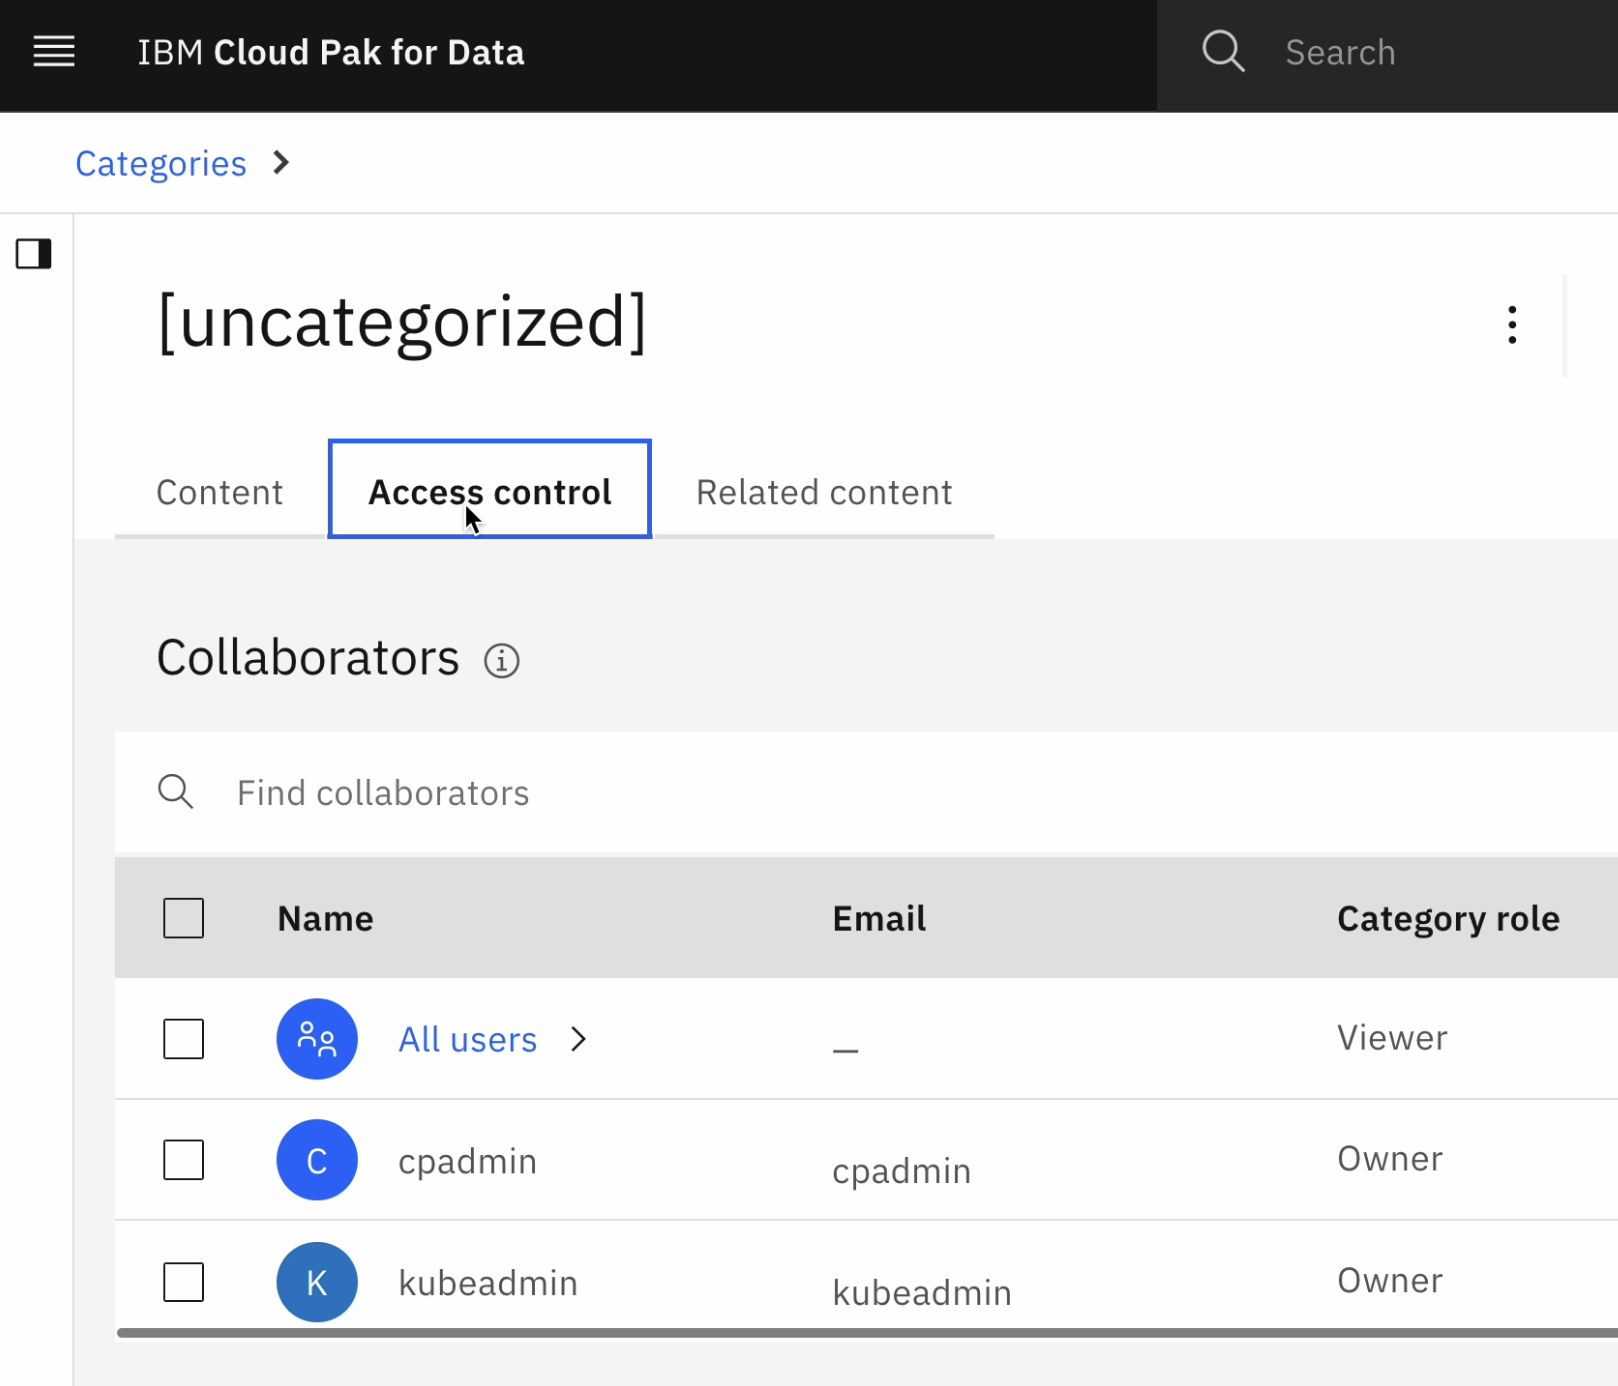 IBM Cloud Pak for Data
Search
Categories
[uncategorized]
Content Access control Related content
Collaborators
Find collaborators
Name Email Category role
All users — Viewer
C cpadmin cpadmin Owner
K kubeadmin kubeadmin Owner